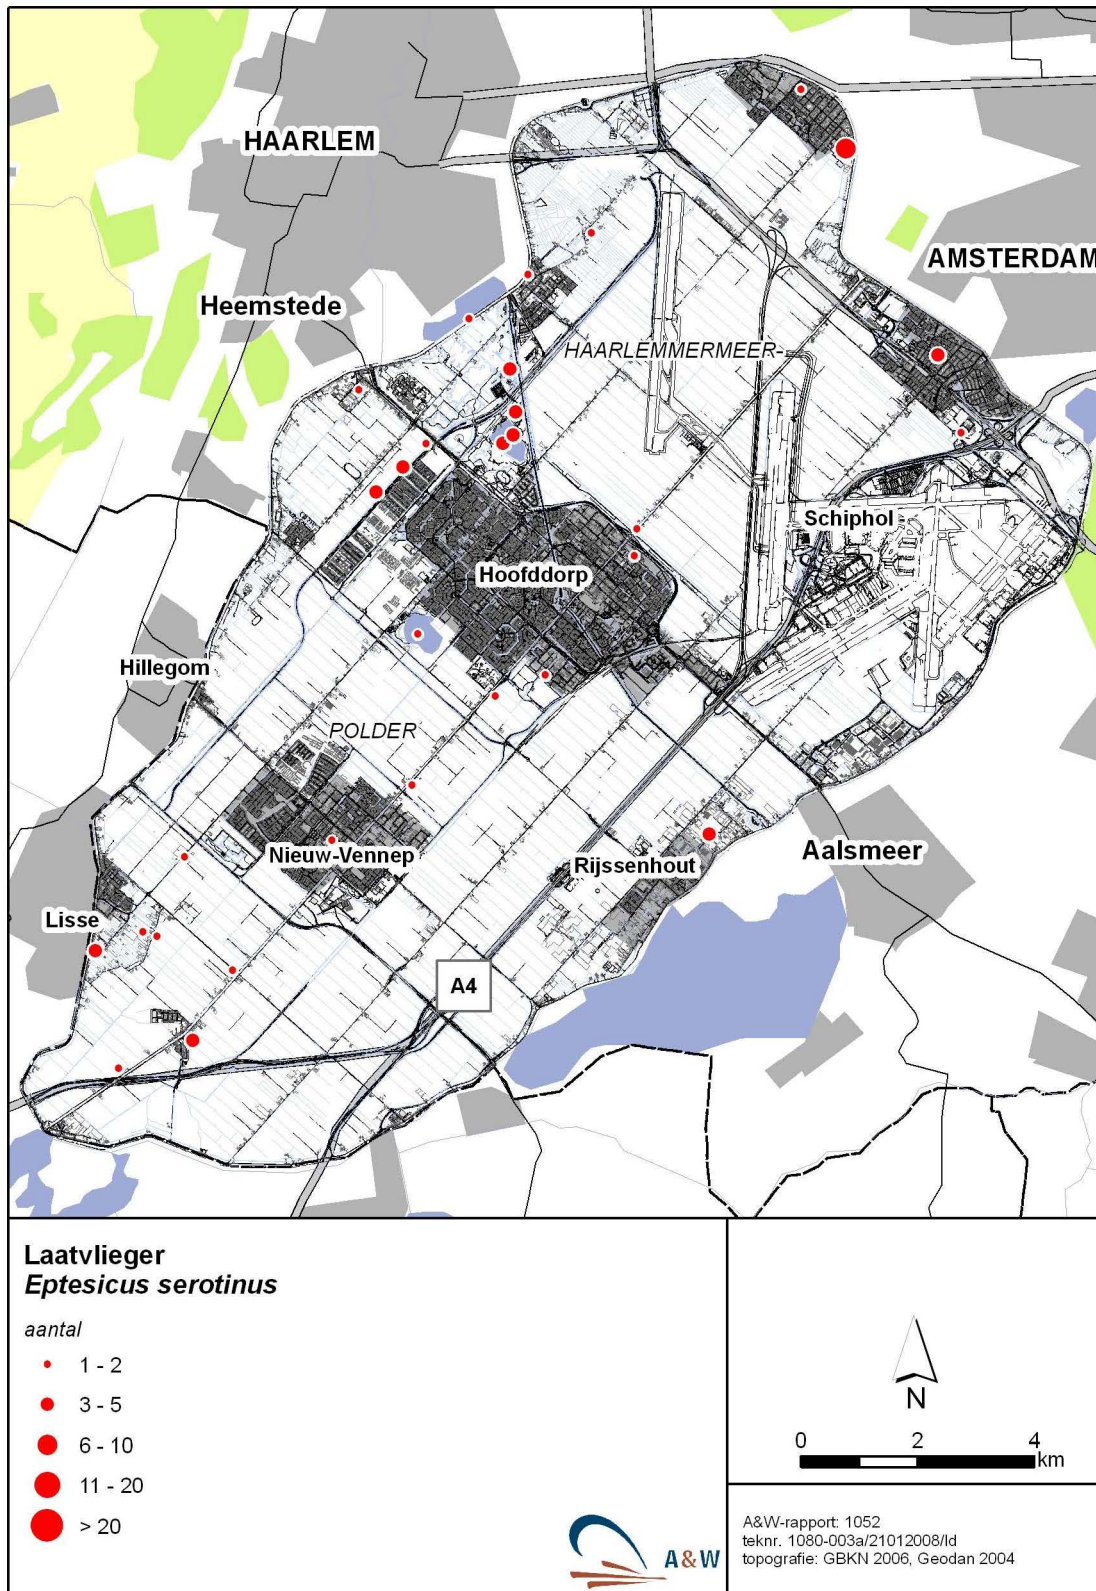 HAARLEM
AMSTERDAM
Heemstede
HAARLEMMERMEER-
Schiphol
Hoofddorp
Hillegom
POLDER
Nieuw-Vennep
Rijssenhout
Aalsmeer
Lisse
A4
Laatvlieger
Eptesicus serotinus
aantal
1 - 2
3 - 5
6 - 10
11 - 20
> 20
A&W
N
0 2 4
km
A&W-rapport: 1052
teknr. 1080-003a/21012008/ld
topografie: GBKN 2006, Geodan 2004